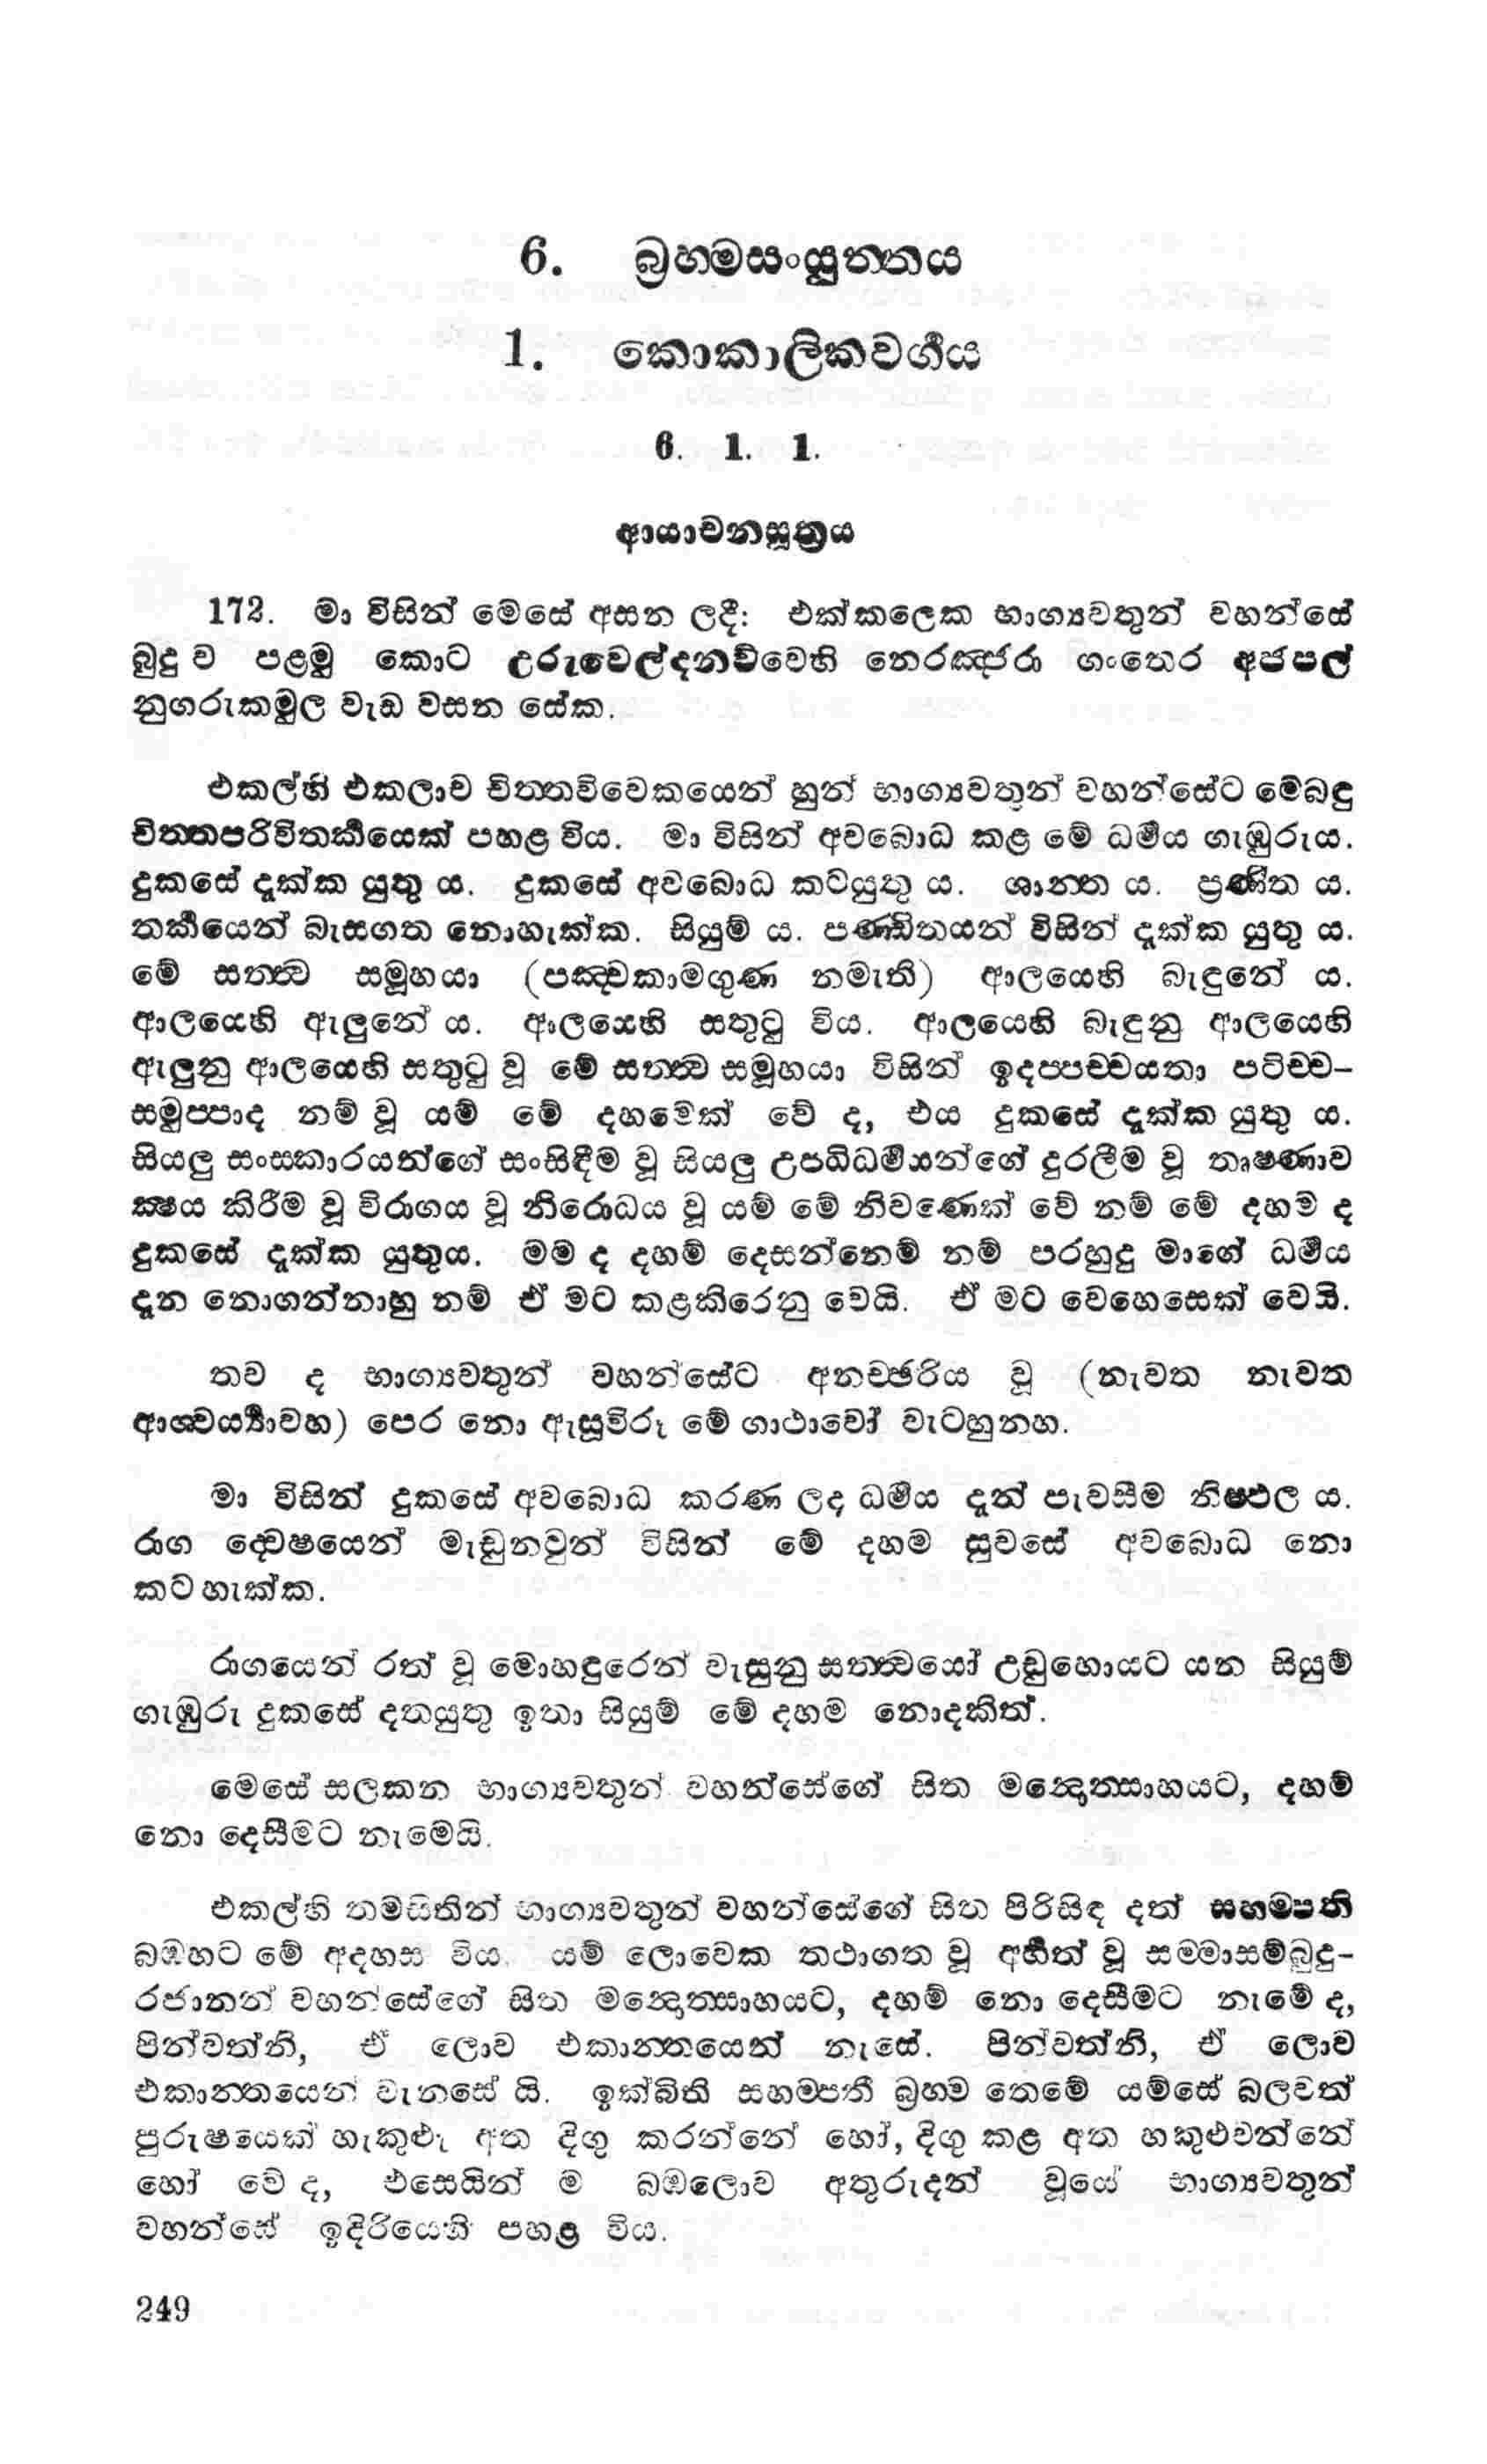 6. බ්‍රහ්මසංයුත්තය
1. කොකාලිකවර්‍ගය
6. 1. 1.
ආයාචනසූත්‍රය
172. මා විසින් මෙසේ අසන ලදී: එක්කලෙක භාග්‍යවතුන් වහන්සේ
බුදු ව පළමු කොට උරුවෙල්දනව්වෙහි නෙරඤ්ජරා ගංතෙර අජපල්
නුගරුකමුල වැඩ වසන සේක.
එකල්හි එකලාව චිත්තවිවෙකයෙන් හුන් භාග්‍යවතුන් වහන්සේට මේබඳු
චිත්තපරිවිතර්‍කයෙක් පහළ විය. මා විසින් අවබොධ කළ මේ ධර්‍මය ගැඹුරුය.
දුකසේ දැක්ක යුතු ය. දුකසේ අවබොධ කටයුතු ය. ශාන්ත ය. ප්‍රණීත ය.
තර්‍කයෙන් බැසගත නොහැක්ක. සියුම් ය. පණ්ඩිතයන් විසින් දැක්ක යුතු ය.
මේ සත්ත්‍ව සමූහයා (පඤ්චකාමගුණ නමැති) ආලයෙහි බැඳුනේ ය.
ආලයෙහි ඇලුනේ ය. ආලයෙහි සතුටු විය. ආලයෙහි බැඳුනු ආලයෙහි
ඇලුනු ආලයෙහි සතුටු වූ මේ සත්ත්‍ව සමූහයා විසින් ඉදප්පච්චයතා පටිච්ච-
සමුප්පාද නම් වූ යම් මේ දහමෙක් වේ ද, එය දුකසේ දැක්ක යුතු ය.
සියලු සංස්කාරයන්ගේ සංසිඳීම වූ සියලු උපධිධර්‍මයන්ගේ දුරලීම වූ තෘෂ්ණාව
ක්‍ෂය කිරීම වූ විරාගය වූ නිරොධය වූ යම් මේ නිවණෙක් වේ නම් මේ දහම ද
දුකසේ දැක්ක යුතුය. මම ද දහම් දෙසන්නෙම් නම් පරහුදු මාගේ ධර්‍මය
දැන නොගන්නාහු නම් ඒ මට කළකිරෙනු වෙයි. ඒ මට වෙහෙසෙක් වෙයි.
තව ද භාග්‍යවතුන් වහන්සේට අනච්ඡරිය වූ (නැවත නැවත
ආශ්චර්‍ය්‍යාවහ) පෙර නො ඇසූවිරූ මේ ගාථාවෝ වැටහුනහ.
මා විසින් දුකසේ අවබොධ කරණ ලද ධර්‍මය දැන් පැවසීම නිෂ්ඵල ය.
රාග ද්වෙෂයෙන් මැඩුනවුන් විසින් මේ දහම සුවසේ අවබොධ නො
කට හැක්ක.
රාගයෙන් රත් වූ මොහඳුරෙන් වැසුනු සත්ත්‍වයෝ උඩුහොයට යන සියුම්
ගැඹුරු දුකසේ දතයුතු ඉතා සියුම් මේ දහම නොදකිත්.
මෙසේ සලකන භාග්‍යවතුන් වහන්සේගේ සිත මන්දොත්සාහයට, දහම්
නො දෙසීමට නැමෙයි.
එකල්හි තමසිතින් භාග්‍යවතුන් වහන්සේගේ සිත පිරිසිඳ දත් සහම්පති
බඹහට මේ අදහස විය. යම් ලොවෙක තථාගත වූ අර්‍හත් වූ සම්මාසම්බුදු-
රජානන් වහන්සේගේ සිත මන්දොත්සාහයට, දහම් නො දෙසීමට නැමේ ද,
පින්වත්නි, ඒ ලොව එකාන්තයෙන් නැසේ. පින්වත්නි, ඒ ලොව
එකාන්තයෙන් වැනසේ යි. ඉක්බිති සහම්පතී බ්‍රහ්ම තෙමේ යම්සේ බලවත්
පුරුෂයෙක් හැකුළූ අත දිගු කරන්නේ හෝ, දිගු කළ අත හකුළුවන්නේ
හෝ වේ ද, එසෙයින් ම බඹලොව අතුරුදන් වූයේ භාග්‍යවතුන්
වහන්සේ ඉදිරියෙහි පහළ විය.
249